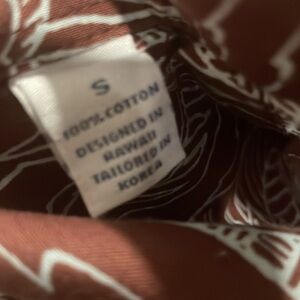 S
100% COTTON
DESIGNED IN
HAWAII
TAILORED IN
KOREA